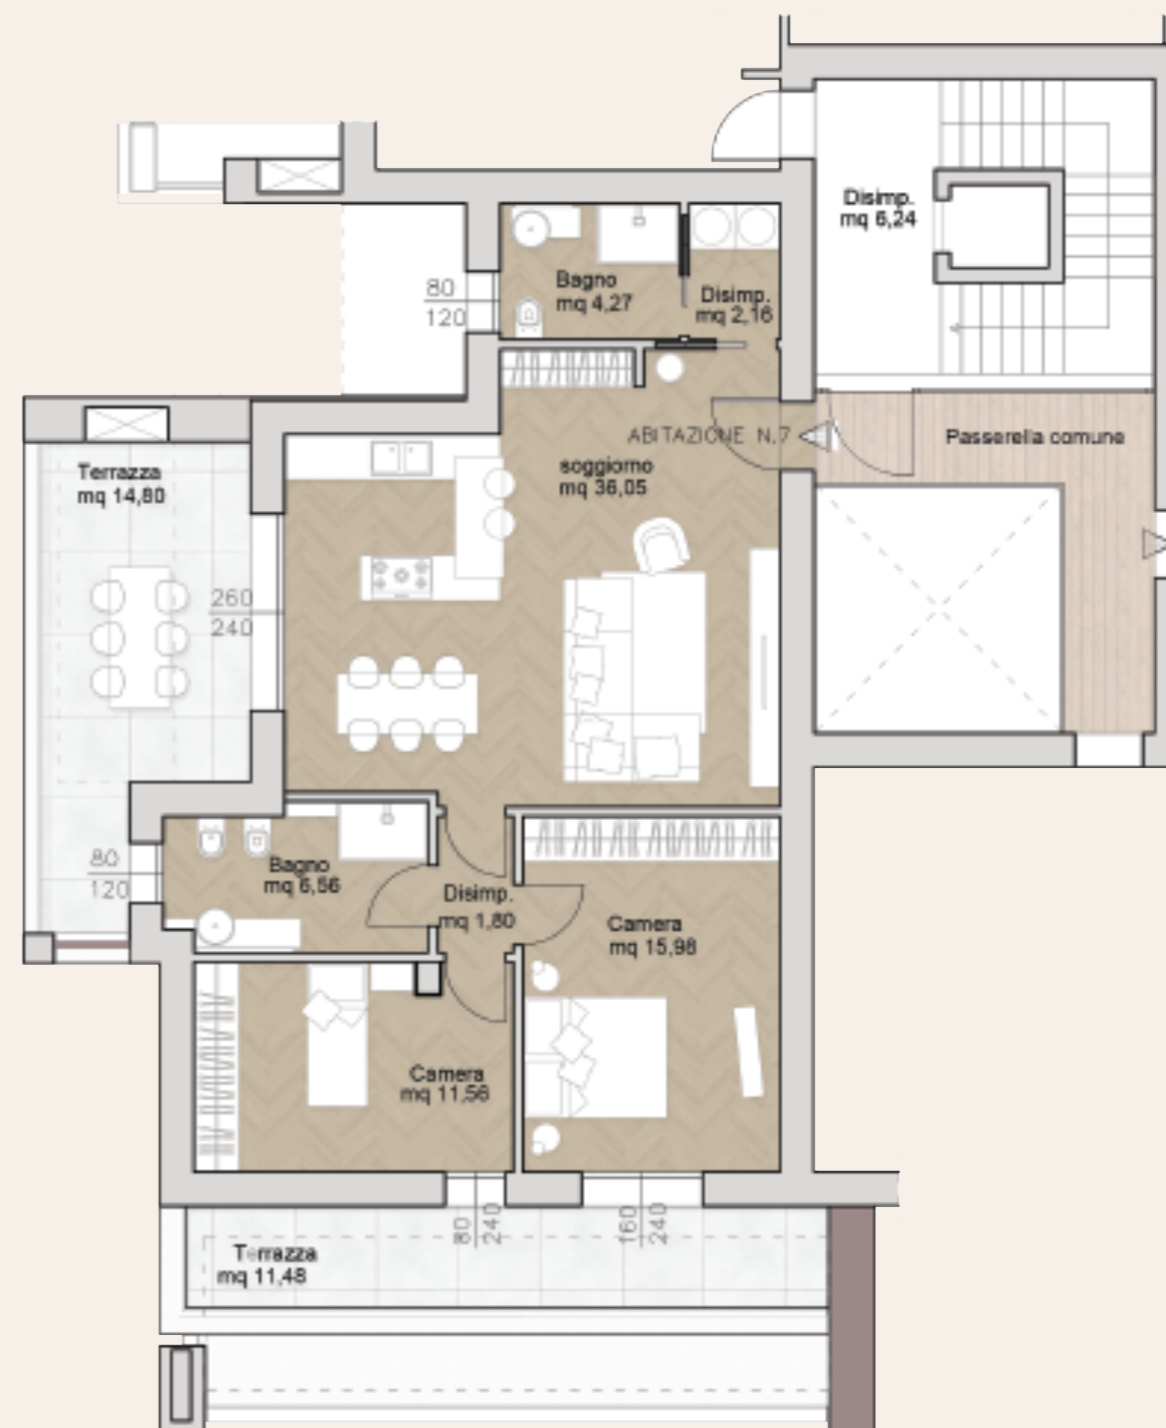 Disimp.
mq 6,24
Bagno
mq 4,27
Disimp.
mq 2,16
80
120
ABITAZIONE N.7
Passerella comune
soggiorno
mq 36,05
Terrazza
mq 14,80
260
240
80
120
Bagno
mq 6,56
Disimp.
mq 1,80
Camera
mq 15,98
Camera
mq 11,56
80
240
160
240
Terrazza
mq 11,48